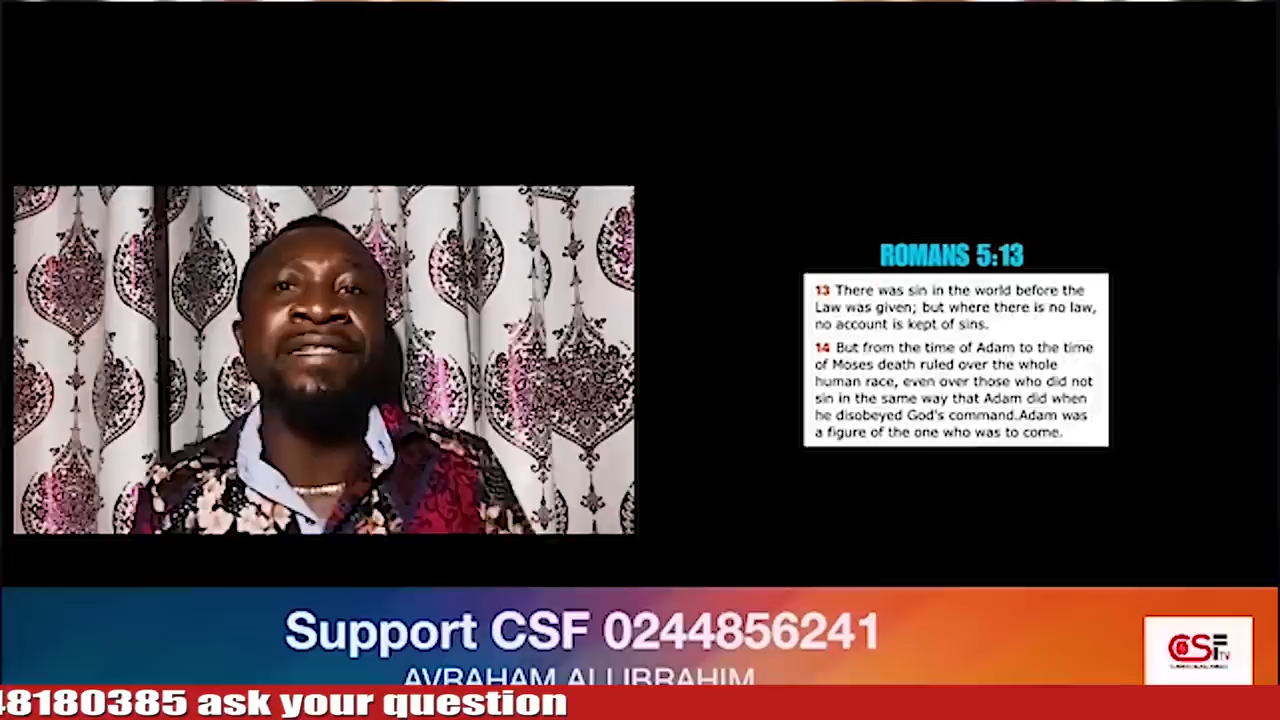 ROMANS 5:13
13 There was sin in the world before the
Law was given; but where there is no law,
no account is kept of sins.
14 But from the time of Adam to the time
of Moses death ruled over the whole
human race, even over those who did not
sin in the same way that Adam did when
he disobeyed God's command.Adam was
a figure of the one who was to come.
Support CSF 0244856241
AVRAHAM ALI IBRAHIM
CSF
TV
48180385 ask your question